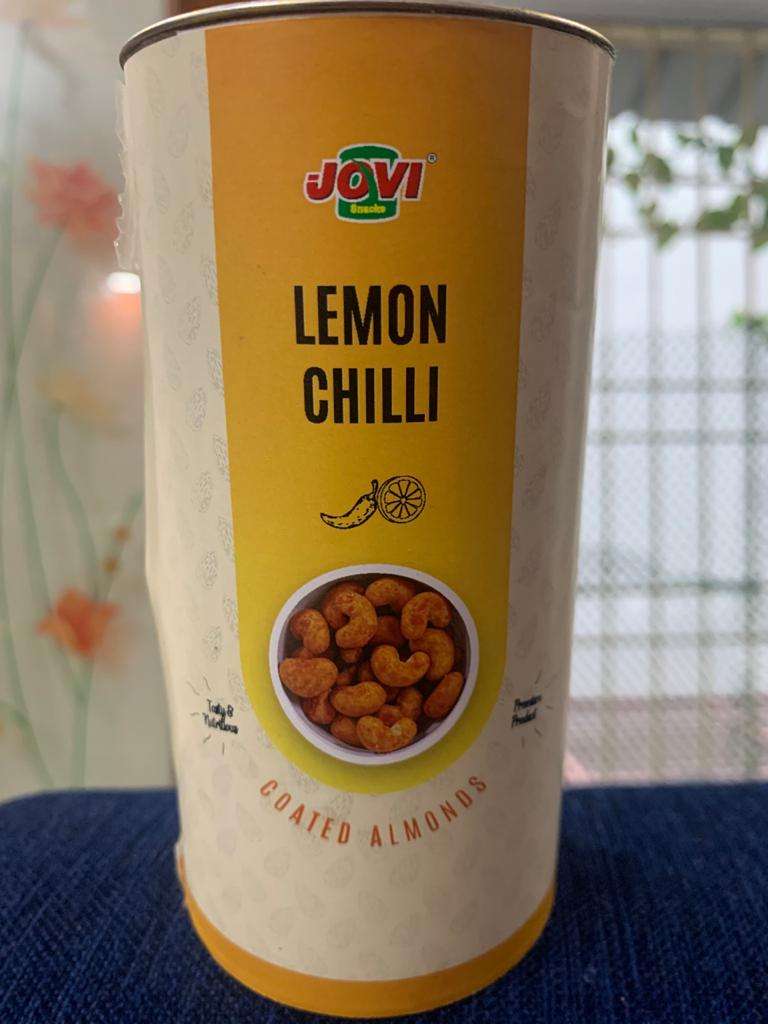 JOVI®
Snacks
LEMON
CHILLI
Tasty &
Nutritious
Premium
Product
COATED ALMONDS